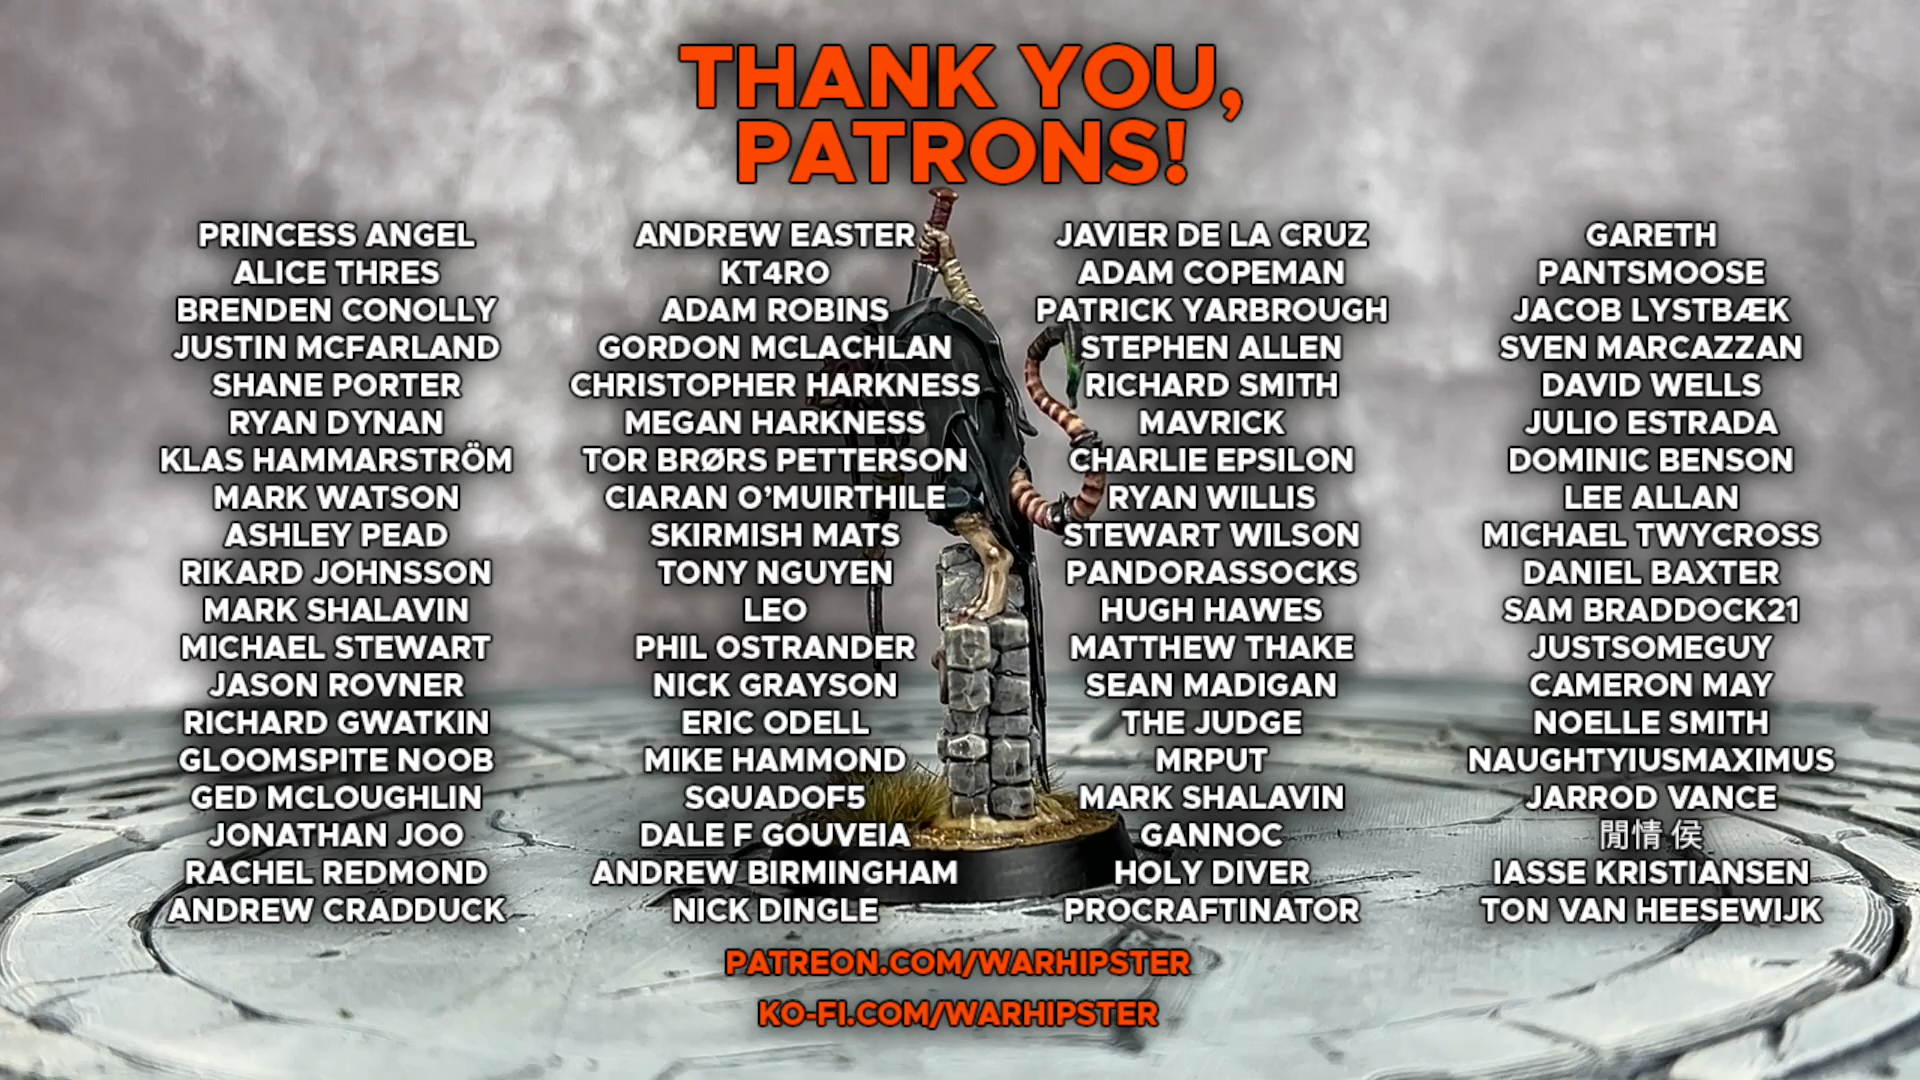 THANK YOU,
PATRONS!
PRINCESS ANGEL
ALICE THRES
BRENDEN CONOLLY
JUSTIN MCFARLAND
SHANE PORTER
RYAN DYNAN
KLAS HAMMARSTRÖM
MARK WATSON
ASHLEY PEAD
RIKARD JOHNSSON
MARK SHALAVIN
MICHAEL STEWART
JASON ROVNER
RICHARD GWATKIN
GLOOMSPITE NOOB
GED MCLOUGHLIN
JONATHAN JOO
RACHEL REDMOND
ANDREW CRADDUCK
ANDREW EASTER
KT4RO
ADAM ROBINS
GORDON MCLACHLAN
CHRISTOPHER HARKNESS
MEGAN HARKNESS
TOR BRØRS PETTERSON
CIARAN O’MUIRTHILE
SKIRMISH MATS
TONY NGUYEN
LEO
PHIL OSTRANDER
NICK GRAYSON
ERIC ODELL
MIKE HAMMOND
SQUADOF5
DALE F GOUVEIA
ANDREW BIRMINGHAM
NICK DINGLE
JAVIER DE LA CRUZ
ADAM COPEMAN
PATRICK YARBROUGH
STEPHEN ALLEN
RICHARD SMITH
MAVRICK
CHARLIE EPSILON
RYAN WILLIS
STEWART WILSON
PANDORASSOCKS
HUGH HAWES
MATTHEW THAKE
SEAN MADIGAN
THE JUDGE
MRPUT
MARK SHALAVIN
GANNOC
HOLY DIVER
PROCRAFTINATOR
GARETH
PANTSMOOSE
JACOB LYSTBÆK
SVEN MARCAZZAN
DAVID WELLS
JULIO ESTRADA
DOMINIC BENSON
LEE ALLAN
MICHAEL TWYCROSS
DANIEL BAXTER
SAM BRADDOCK21
JUSTSOMEGUY
CAMERON MAY
NOELLE SMITH
NAUGHTYIUSMAXIMUS
JARROD VANCE
閒情 侯
IASSE KRISTIANSEN
TON VAN HEESEWIJK
PATREON.COM/WARHIPSTER
KO-FI.COM/WARHIPSTER